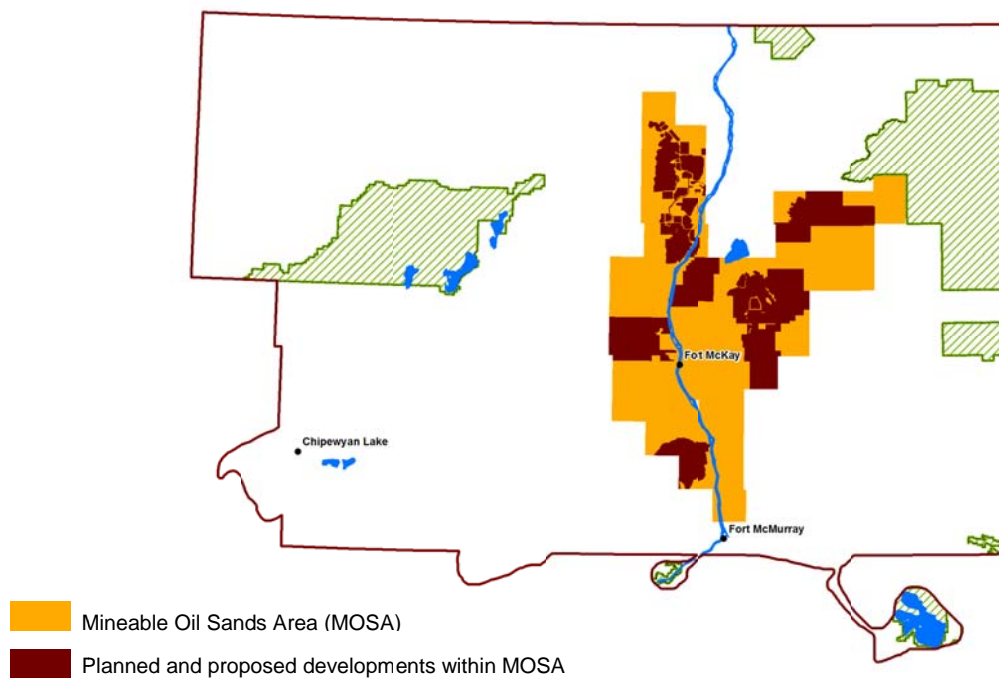 Fot McKay
Chipewyan Lake
Fort McMurray
Mineable Oil Sands Area (MOSA)
Planned and proposed developments within MOSA